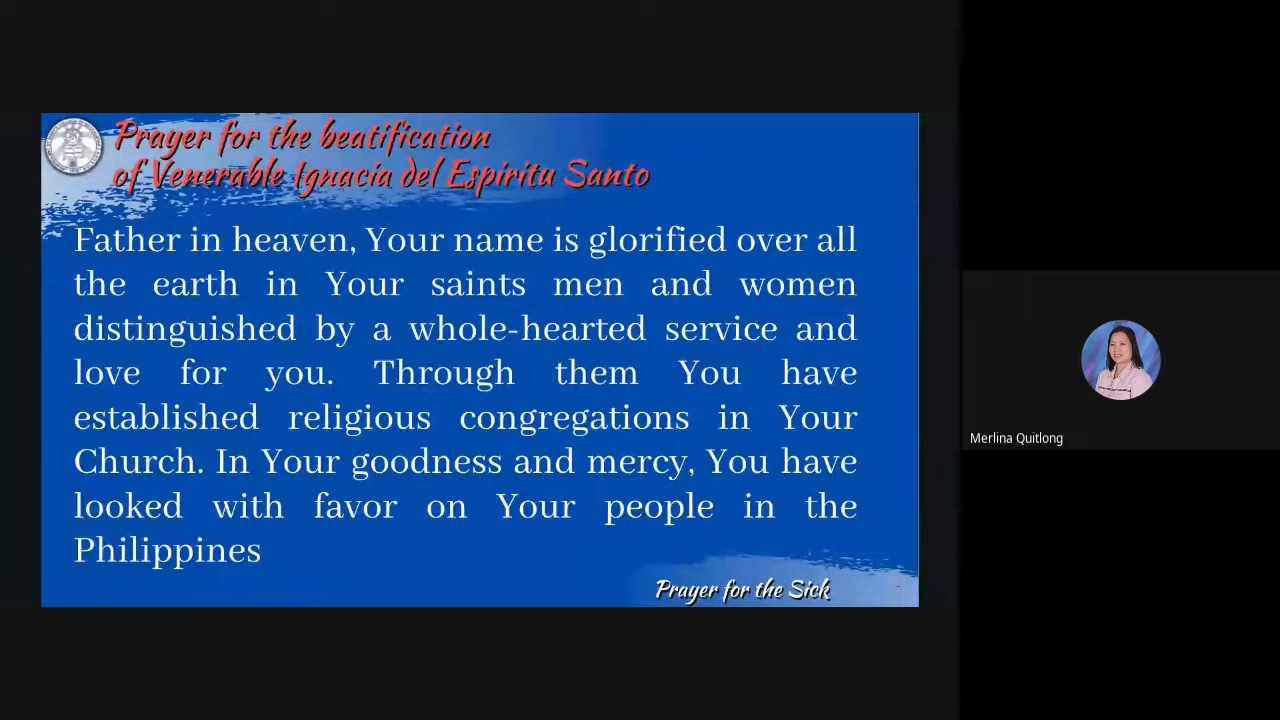 Prayer for the beatification
of Venerable Ignacia del Espiritu Santo
Father in heaven, Your name is glorified over all
the earth in Your saints men and women
distinguished by a whole-hearted service and
love for you. Through them You have
established religious congregations in Your
Church. In Your goodness and mercy, You have
looked with favor on Your people in the
Philippines
Prayer for the Sick
Merlina Quitlong